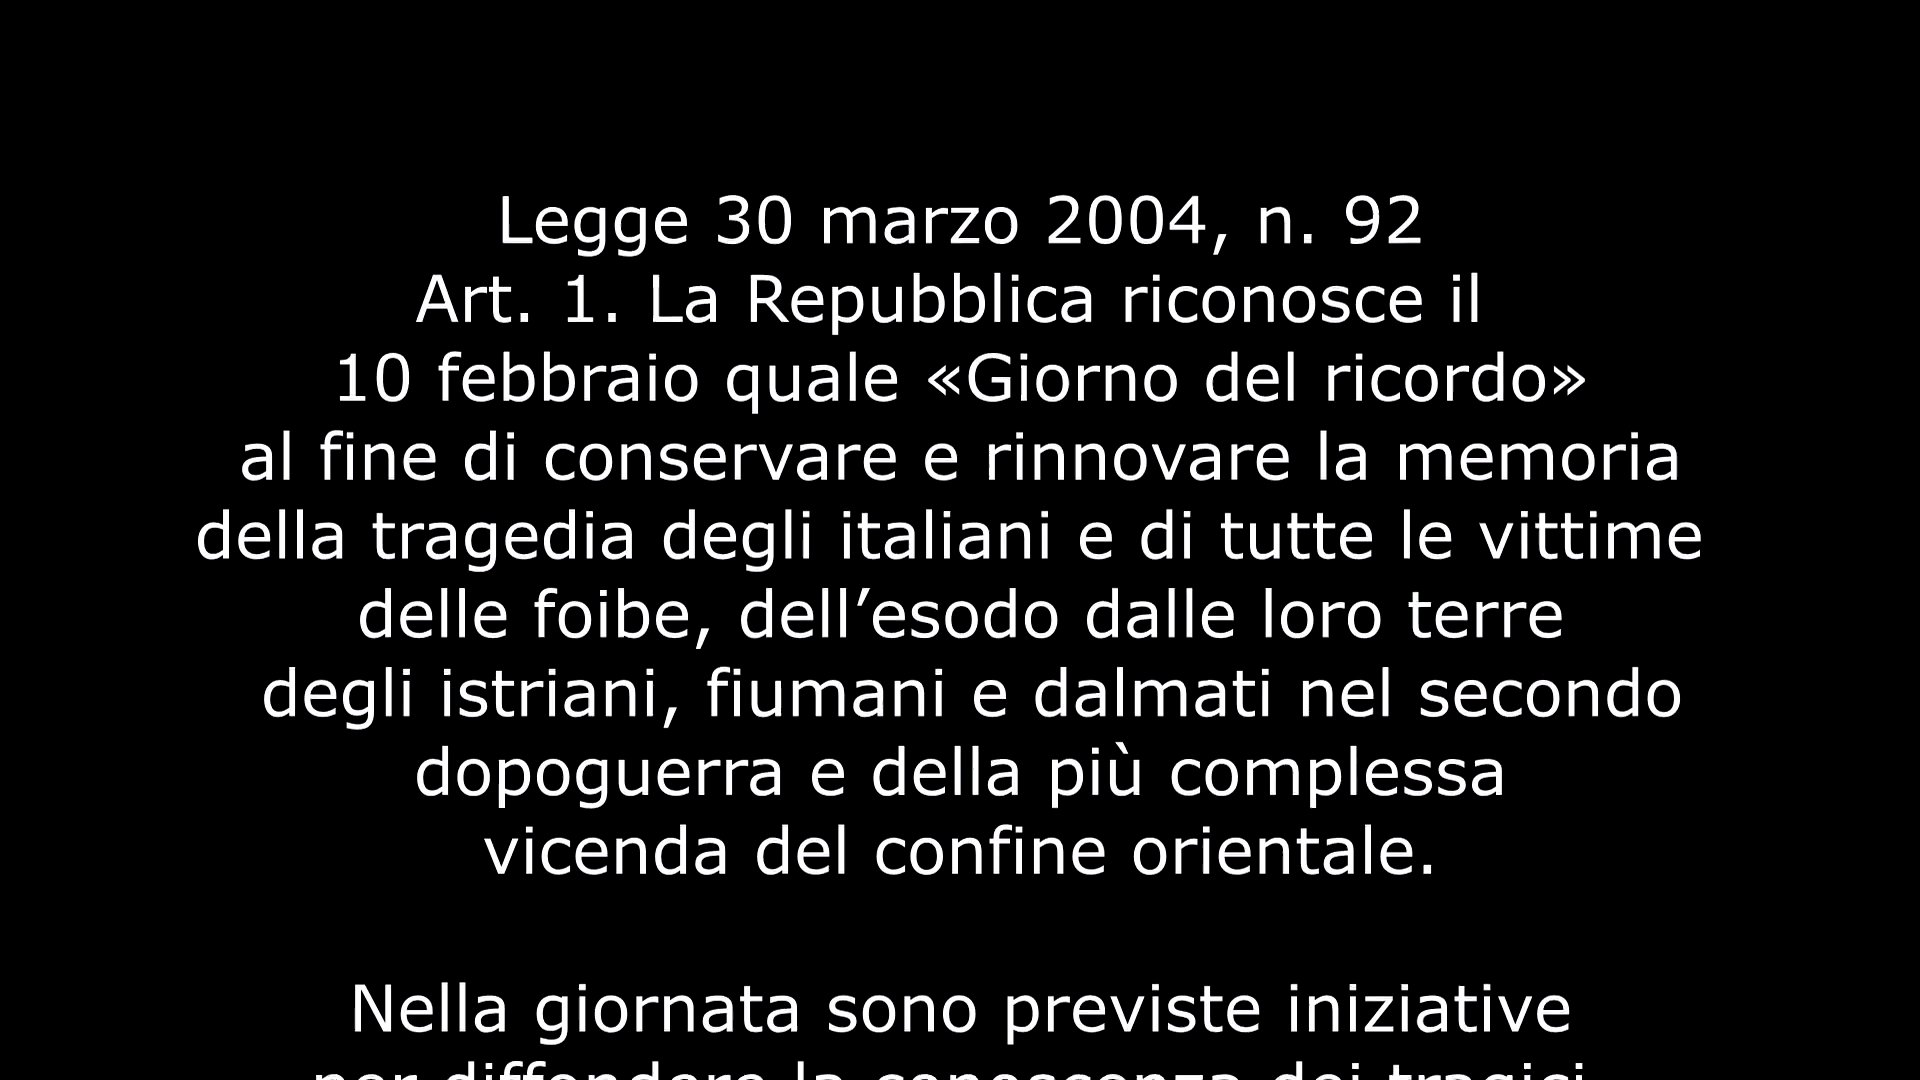 Legge 30 marzo 2004, n. 92
Art. 1. La Repubblica riconosce il
10 febbraio quale «Giorno del ricordo»
al fine di conservare e rinnovare la memoria
della tragedia degli italiani e di tutte le vittime
delle foibe, dell’esodo dalle loro terre
degli istriani, fiumani e dalmati nel secondo
dopoguerra e della più complessa
vicenda del confine orientale.
Nella giornata sono previste iniziative
per diffondere la conoscenza dei tragici